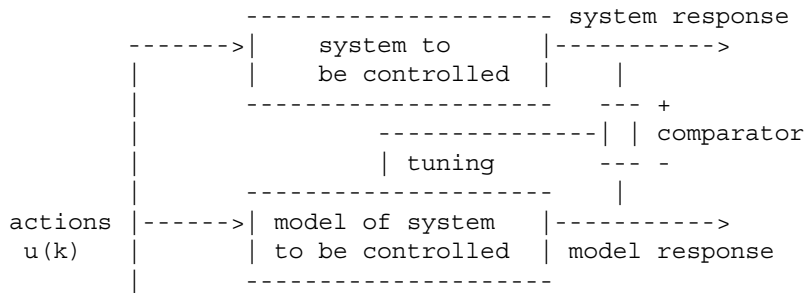 system response
system to
be controlled
+
comparator
tuning
-
actions
model of system
u(k)
to be controlled
model response